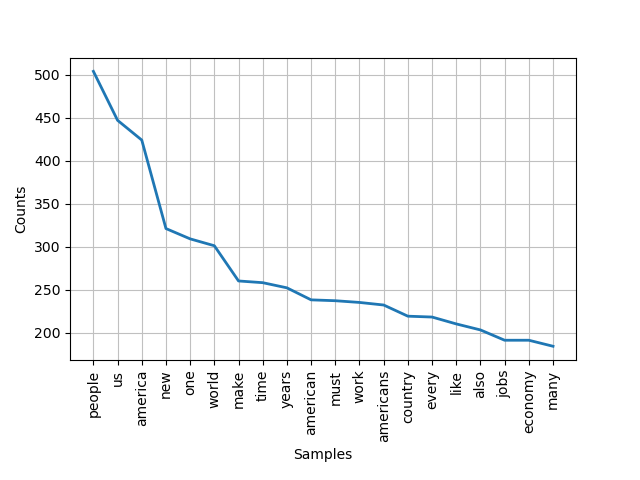 500
450
400
350
300
250
200
Counts
people
us
america
new
one
world
make
time
years
american
must
work
americans
country
every
like
also
jobs
economy
many
Samples